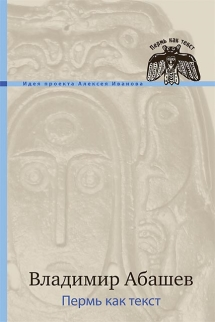 Пермь как текст
Идея проекта Алексея Иванова
Владимир Абашев
Пермь как текст